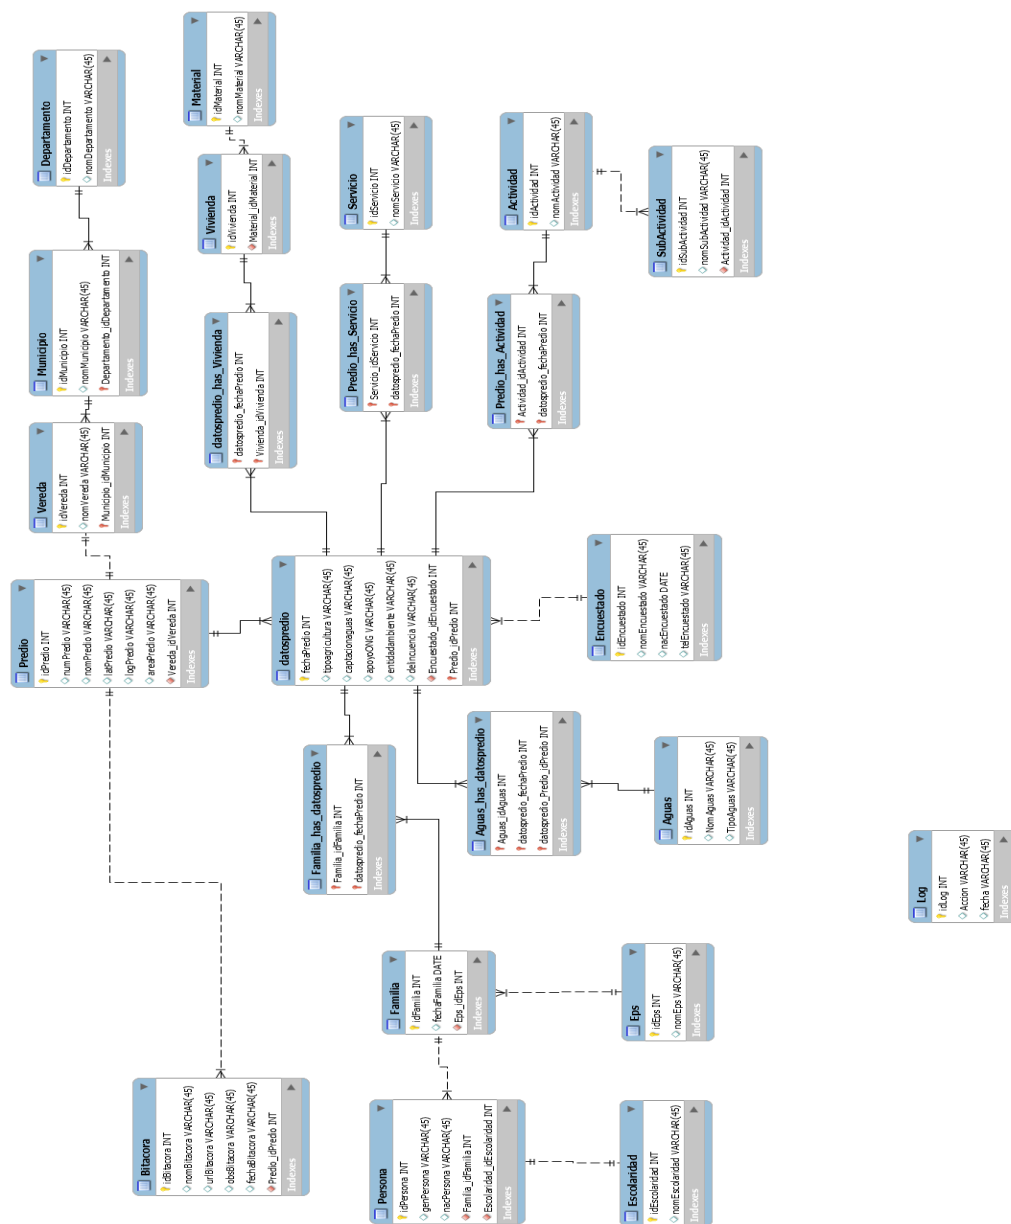 Departamento
idDepartamento INT
nomDepartamento VARCHAR(45)
Indexes
Material
idMaterial INT
nomMaterial VARCHAR(45)
Indexes
Municipio
idMunicipio INT
nomMunicipio VARCHAR(45)
Departamento_idDepartamento INT
Indexes
Vivienda
idVivienda INT
Material_idMaterial INT
Indexes
Servicio
idServicio INT
nomServicio VARCHAR(45)
Indexes
Actividad
idActividad INT
nomActividad VARCHAR(45)
Indexes
SubActividad
idSubActividad INT
nomSubActividad VARCHAR(45)
Actividad_idActividad INT
Indexes
Vereda
idVereda INT
nomVereda VARCHAR(45)
Municipio_idMunicipio INT
Indexes
datospredio_has_Vivienda
datospredio_fechaPredio INT
Vivienda_idVivienda INT
Indexes
Predio_has_Servicio
Servicio_idServicio INT
datospredio_fechaPredio INT
Indexes
Predio_has_Actividad
Actividad_idActividad INT
datospredio_fechaPredio INT
Indexes
Predio
idPredio INT
numPredio VARCHAR(45)
nomPredio VARCHAR(45)
latPredio VARCHAR(45)
logPredio VARCHAR(45)
areaPredio VARCHAR(45)
Vereda_idVereda INT
Indexes
datospredio
fechaPredio INT
tipoagricultura VARCHAR(45)
captacionaguas VARCHAR(45)
apoyoONG VARCHAR(45)
entidadambiente VARCHAR(45)
delincuencia VARCHAR(45)
Encuestado_idEncuestado INT
Predio_idPredio INT
Indexes
Encuestado
idEncuestado INT
nomEncuestado VARCHAR(45)
nacEncuestado DATE
telEncuestado VARCHAR(45)
Indexes
Familia_has_datospredio
Familia_idFamilia INT
datospredio_fechaPredio INT
Indexes
Aguas_has_datospredio
Aguas_idAguas INT
datospredio_fechaPredio INT
datospredio_Predio_idPredio INT
Indexes
Aguas
idAguas INT
NomAguas VARCHAR(45)
TipoAguas VARCHAR(45)
Indexes
Log
idLog INT
Accion VARCHAR(45)
fecha VARCHAR(45)
Indexes
Familia
idFamilia INT
fechaFamilia DATE
Eps_idEps INT
Indexes
Eps
idEps INT
nomEps VARCHAR(45)
Indexes
Bitacora
idBitacora INT
nomBitacora VARCHAR(45)
urlBitacora VARCHAR(45)
obsBitacora VARCHAR(45)
fechaBitacora VARCHAR(45)
Predio_idPredio INT
Indexes
Persona
idPersona INT
genPersona VARCHAR(45)
nacPersona VARCHAR(45)
Familia_idFamilia INT
Escolaridad_idEscolaridad INT
Indexes
Escolaridad
idEscolaridad INT
nomEscolaridad VARCHAR(45)
Indexes